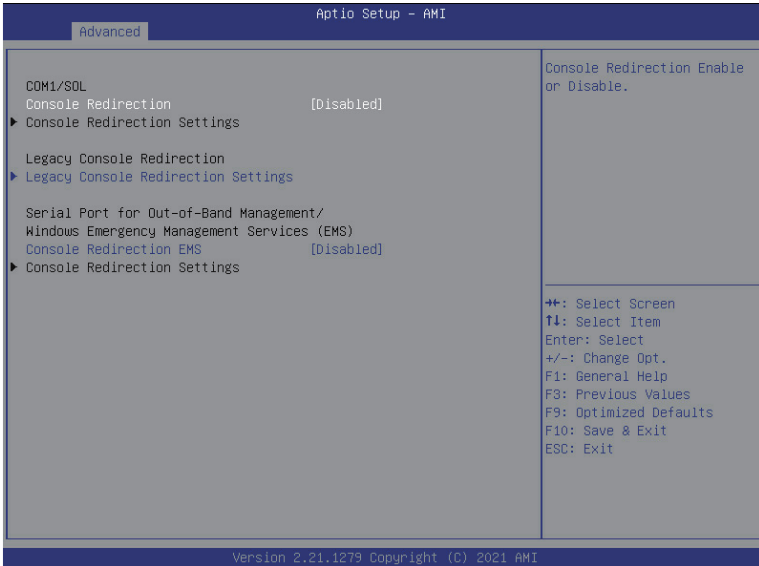 Aptio Setup – AMI
Advanced
COM1/SOL
Console Redirection [Disabled]
▶ Console Redirection Settings
Legacy Console Redirection
▶ Legacy Console Redirection Settings
Serial Port for Out-of-Band Management/
Windows Emergency Management Services (EMS)
Console Redirection EMS [Disabled]
▶ Console Redirection Settings
Console Redirection Enable
or Disable.
→←: Select Screen
↑↓: Select Item
Enter: Select
+/-: Change Opt.
F1: General Help
F3: Previous Values
F9: Optimized Defaults
F10: Save & Exit
ESC: Exit
Version 2.21.1279 Copyright (C) 2021 AMI